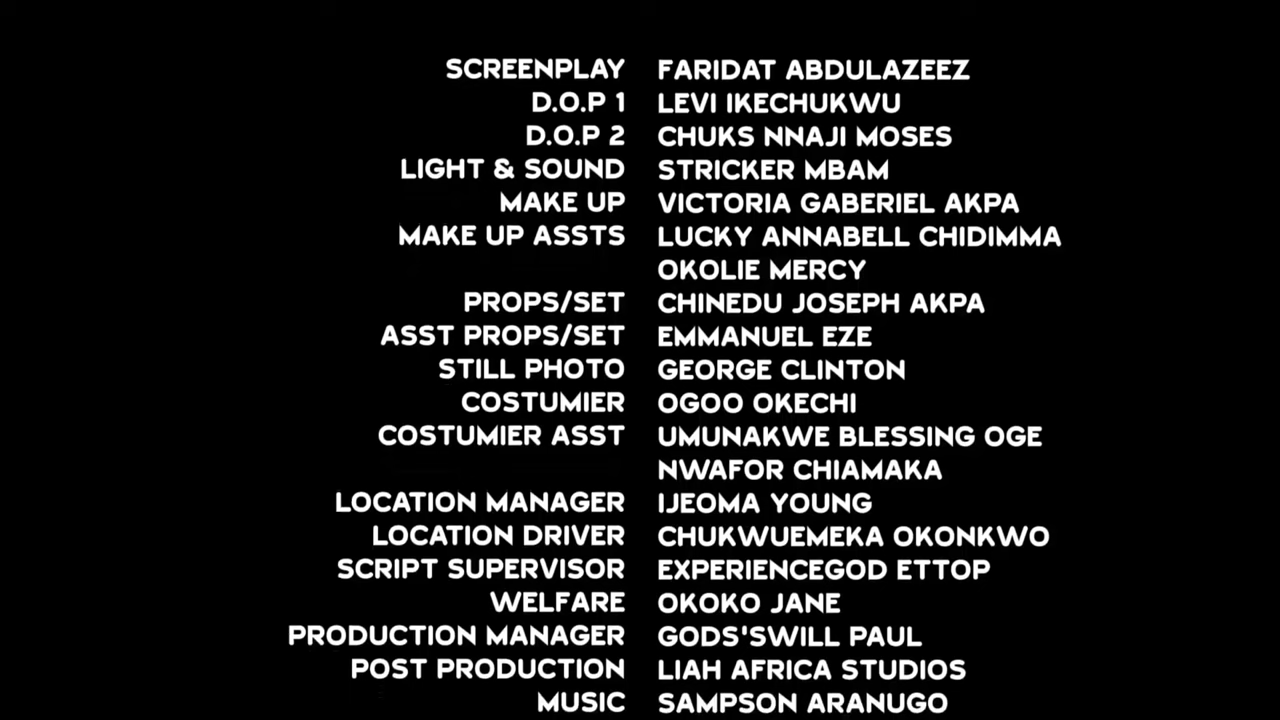 SCREENPLAY FARIDAT ABDULAZEEZ
D.O.P 1 LEVI IKECHUKWU
D.O.P 2 CHUKS NNAJI MOSES
LIGHT & SOUND STRICKER MBAM
MAKE UP VICTORIA GABERIEL AKPA
MAKE UP ASSTS LUCKY ANNABELL CHIDIMMA
OKOLIE MERCY
PROPS/SET CHINEDU JOSEPH AKPA
ASST PROPS/SET EMMANUEL EZE
STILL PHOTO GEORGE CLINTON
COSTUMIER OGOO OKECHI
COSTUMIER ASST UMUNAKWE BLESSING OGE
NWAFOR CHIAMAKA
LOCATION MANAGER IJEOMA YOUNG
LOCATION DRIVER CHUKWUEMEKA OKONKWO
SCRIPT SUPERVISOR EXPERIENCEGOD ETTOP
WELFARE OKOKO JANE
PRODUCTION MANAGER GODS'SWILL PAUL
POST PRODUCTION LIAH AFRICA STUDIOS
MUSIC SAMPSON ARANUGO